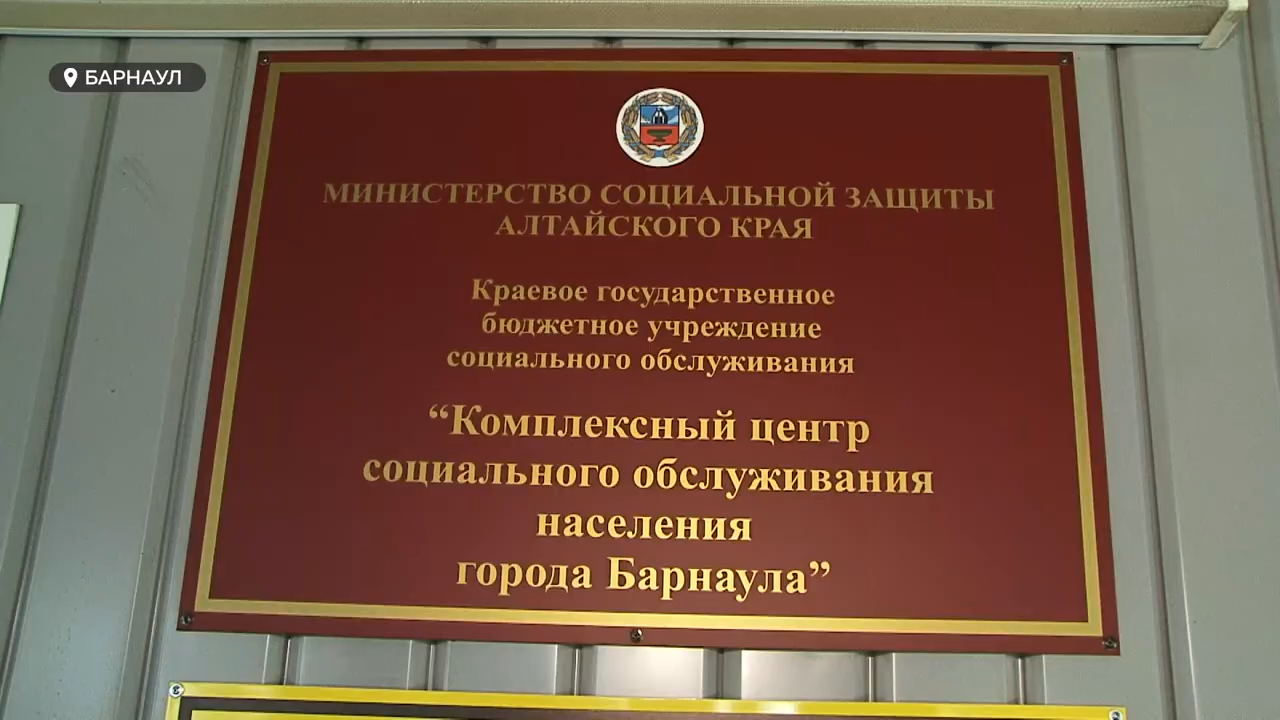 БАРНАУЛ
МИНИСТЕРСТВО СОЦИАЛЬНОЙ ЗАЩИТЫ
АЛТАЙСКОГО КРАЯ
Краевое государственное
бюджетное учреждение
социального обслуживания
“Комплексный центр
социального обслуживания
населения
города Барнаула”